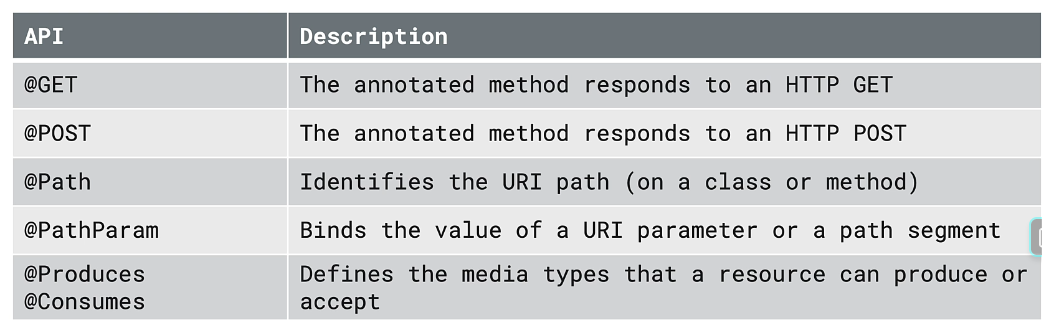 API Description
@GET The annotated method responds to an HTTP GET
@POST The annotated method responds to an HTTP POST
@Path Identifies the URI path (on a class or method)
@PathParam Binds the value of a URI parameter or a path segment
@Produces Defines the media types that a resource can produce or
@Consumes accept